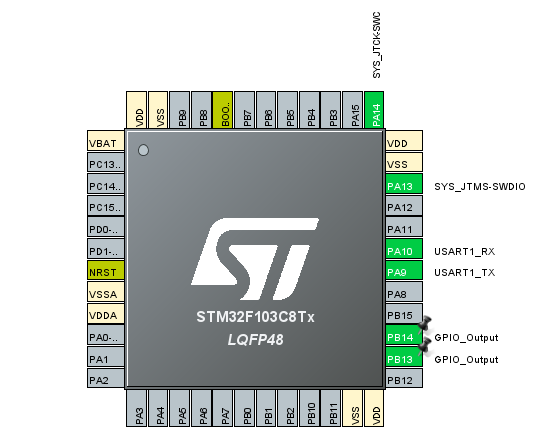 SYS_JTCK-SWC
VDD
VSS
PB9
PB8
BOO..
PB7
PB6
PB5
PB4
PB3
PA15
PA14
VBAT
PC13..
PC14..
PC15..
PD0-..
PD1-..
NRST
VSSA
VDDA
PA0-..
PA1
PA2
VDD
VSS
PA13 SYS_JTMS-SWDIO
PA12
PA11
PA10 USART1_RX
PA9 USART1_TX
PA8
PB15
PB14 GPIO_Output
PB13 GPIO_Output
PB12
ST
STM32F103C8Tx
LQFP48
PA3
PA4
PA5
PA6
PA7
PB0
PB1
PB2
PB10
PB11
VSS
VDD